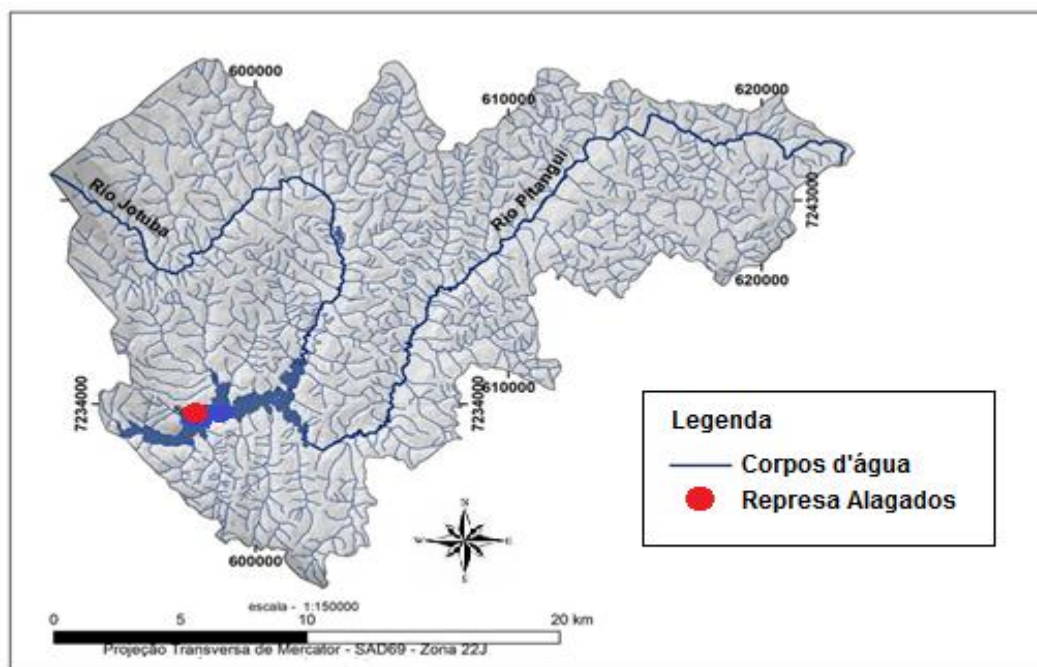 600000
620000
610000
Rio Jotuba
Rio Pitangui
7243000
620000
610000
7234000
7234000
600000
N
W
E
S
Legenda
Corpos d'água
Represa Alagados
escala - 1:150000
0 5 10 20 km
Projeção Transversa de Mercator - SAD69 - Zona 22J